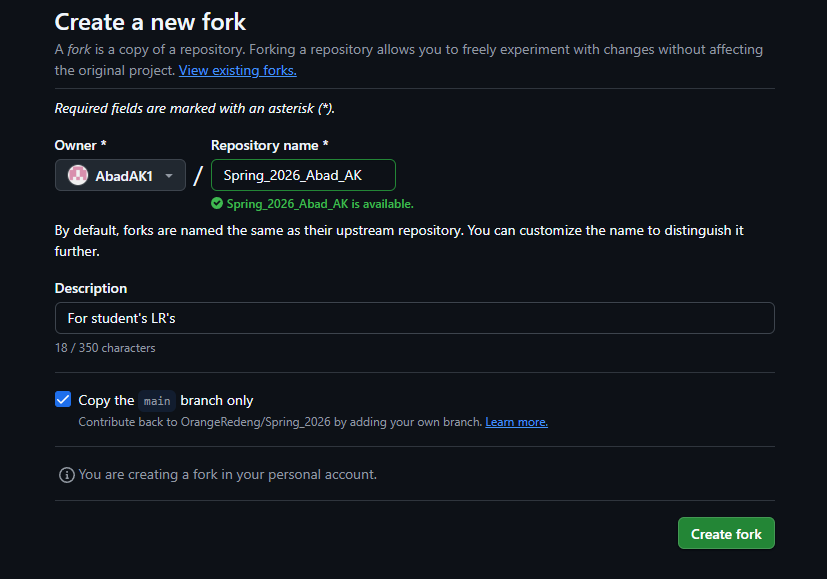 Create a new fork
A fork is a copy of a repository. Forking a repository allows you to freely experiment with changes without affecting
the original project. View existing forks.
Required fields are marked with an asterisk (*).
Owner *
Repository name *
AbadAK1
/
Spring_2026_Abad_AK
Spring_2026_Abad_AK is available.
By default, forks are named the same as their upstream repository. You can customize the name to distinguish it
further.
Description
For student's LR's
18 / 350 characters
Copy the main branch only
Contribute back to OrangeRedeng/Spring_2026 by adding your own branch. Learn more.
You are creating a fork in your personal account.
Create fork